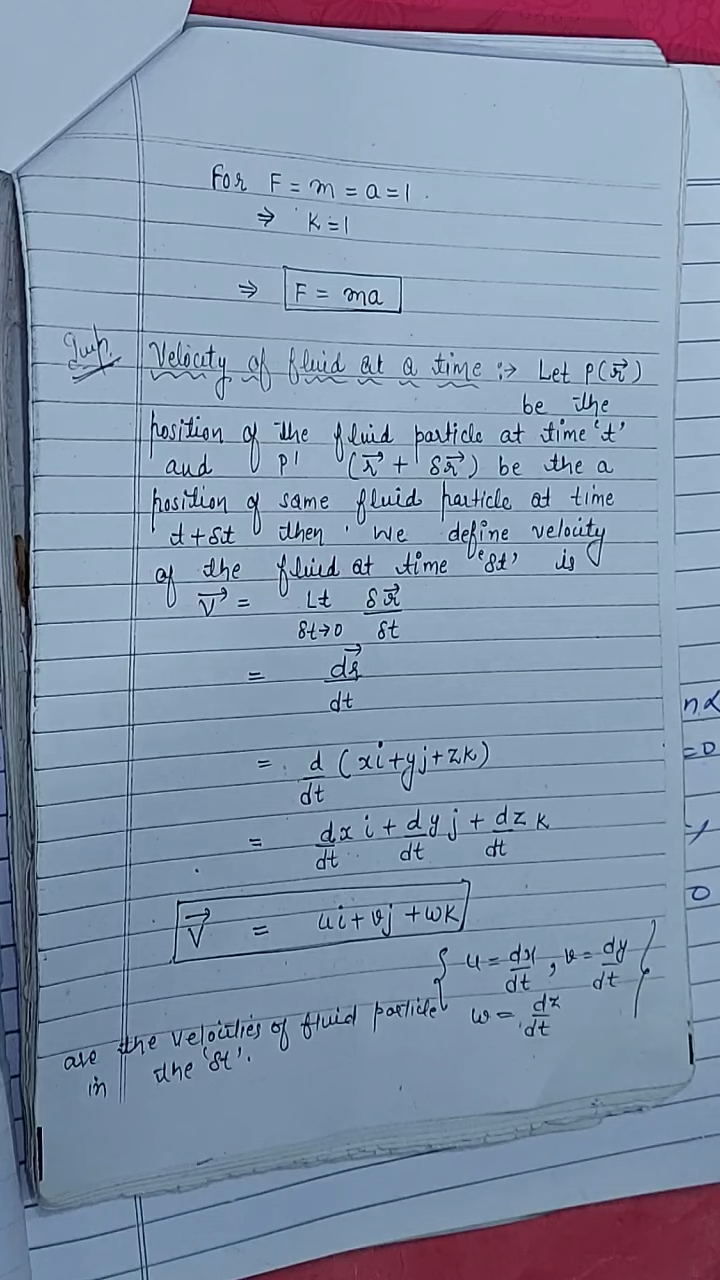 For F = m = a = 1.
⇒ K = 1
⇒ F = ma
Imp. Velocity of fluid at a time :→ Let P(r⃗)
be the
position of the fluid particle at time 't'
and P' (r⃗ + δr⃗) be the a
position of same fluid particle at time
t+δt then we define velocity
of the fluid at time 'δt' is
V⃗ = Lt δt→0 δr⃗/δt
= dr⃗/dt
= d/dt (xi+yj+zk)
= dx/dt i + dy/dt j + dz/dt k
V⃗ = ui+vj+wk
{ u = dx/dt, v = dy/dt
w = dz/dt }
are the velocities of fluid particle
in the 'δt'.
n
=0
0